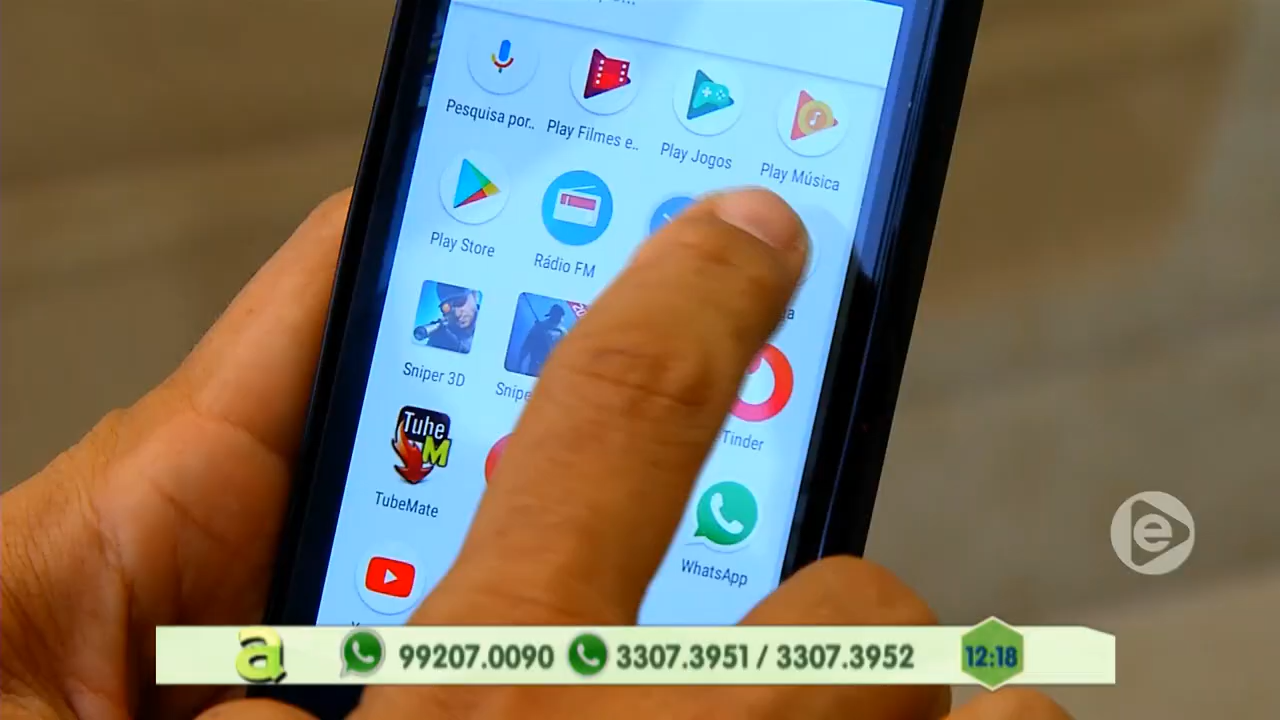 Pesquisa por..
Play Filmes e..
Play Jogos
Play Música
Play Store
Rádio FM
Sniper 3D
Tinder
Tube
M
TubeMate
WhatsApp
e
a 99207.0090 3307.3951 / 3307.3952 12:18